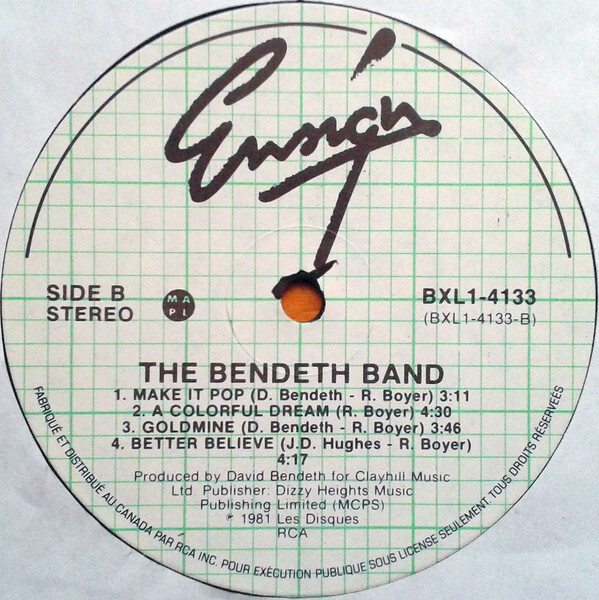 Ensign
SIDE B
STEREO
M A
P L
BXL1-4133
(BXL1-4133-B)
THE BENDETH BAND
1. MAKE IT POP (D. Bendeth - R. Boyer) 3:11
2. A COLORFUL DREAM (R. Boyer) 4:30
3. GOLDMINE (D. Bendeth - R. Boyer) 3:46
4. BETTER BELIEVE (J.D. Hughes - R. Boyer)
4:17
Produced by David Bendeth for Clayhill Music
Ltd Publisher: Dizzy Heights Music
Publishing Limited (MCPS)
℗ 1981 Les Disques
RCA
FABRIQUÉ ET DISTRIBUÉ AU CANADA PAR RCA INC. POUR EXÉCUTION PUBLIQUE SOUS LICENSE SEULEMENT. TOUS DROITS RÉSERVEÉS